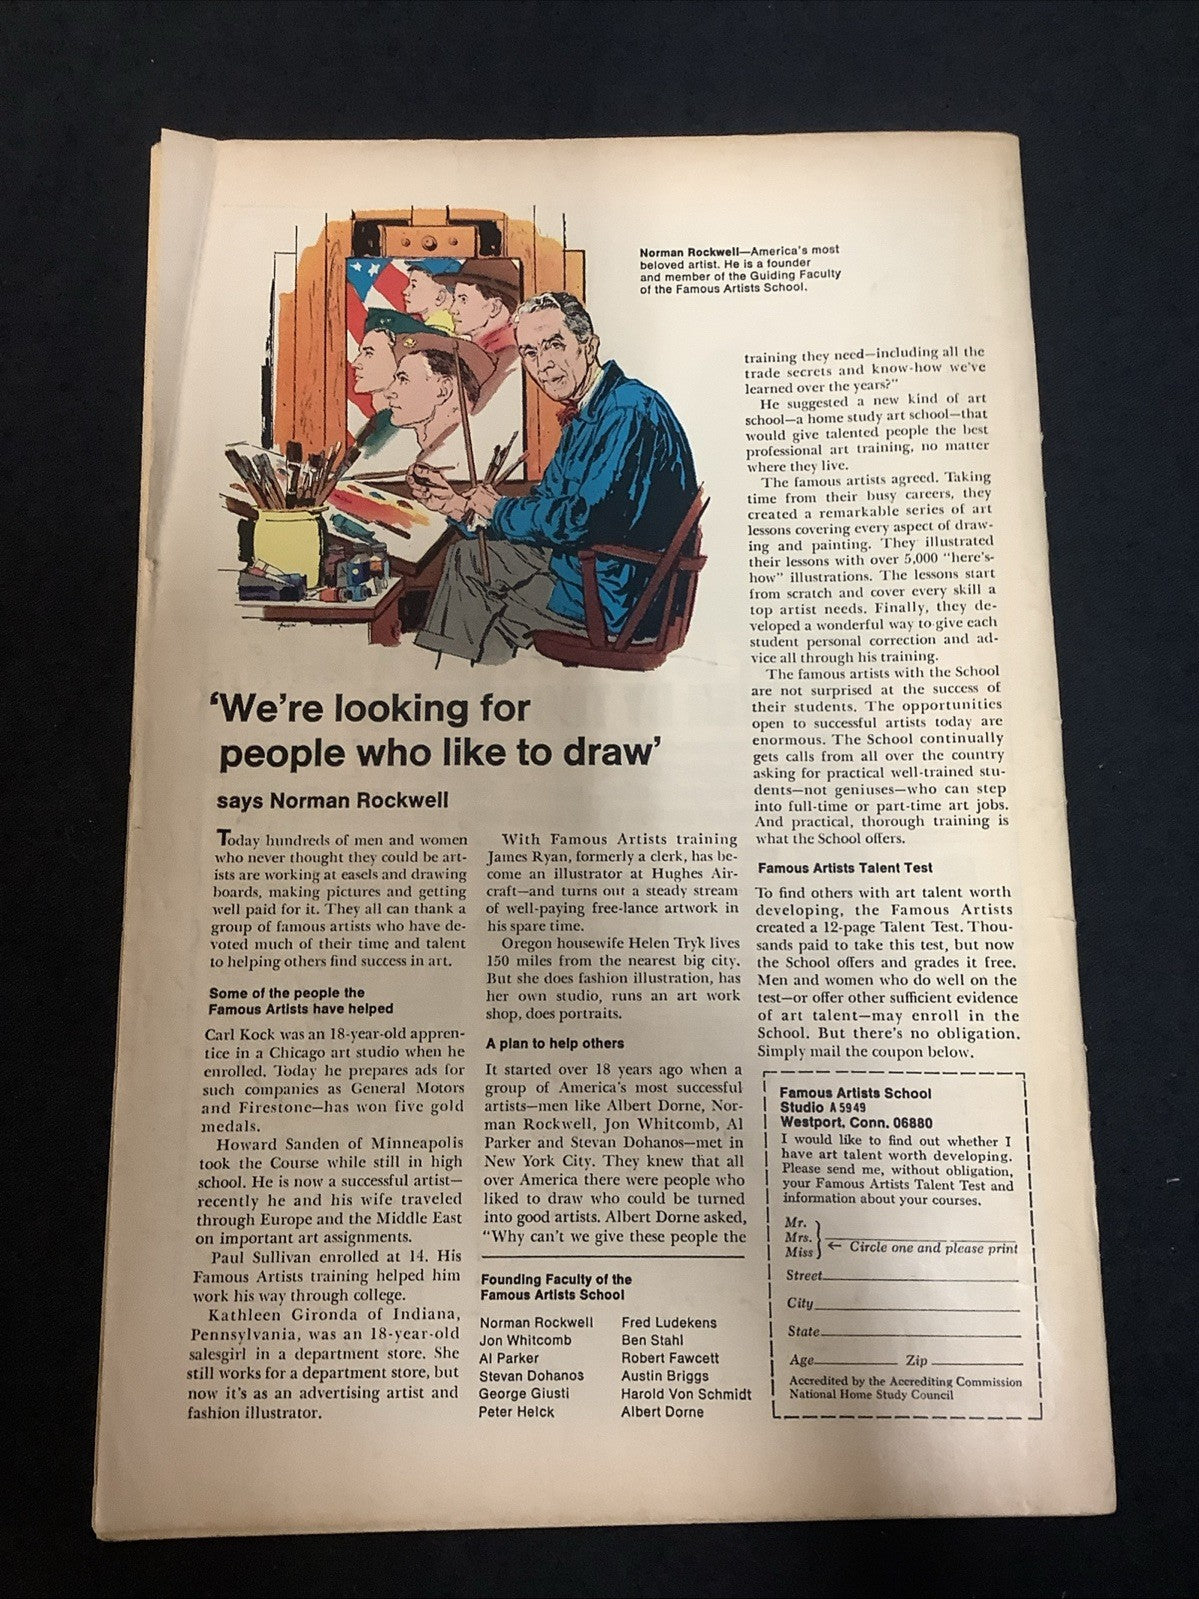 Norman Rockwell—America's most
beloved artist. He is a founder
and member of the Guiding Faculty
of the Famous Artists School.
'We're looking for
people who like to draw'
says Norman Rockwell
Today hundreds of men and women
who never thought they could be art-
ists are working at easels and drawing
boards, making pictures and getting
well paid for it. They all can thank a
group of famous artists who have de-
voted much of their time and talent
to helping others find success in art.
Some of the people the
Famous Artists have helped
Carl Kock was an 18-year-old appren-
tice in a Chicago art studio when he
enrolled. Today he prepares ads for
such companies as General Motors
and Firestone—has won five gold
medals.
Howard Sanden of Minneapolis
took the Course while still in high
school. He is now a successful artist—
recently he and his wife traveled
through Europe and the Middle East
on important art assignments.
Paul Sullivan enrolled at 14. His
Famous Artists training helped him
work his way through college.
Kathleen Gironda of Indiana,
Pennsylvania, was an 18-year-old
salesgirl in a department store. She
still works for a department store, but
now it's as an advertising artist and
fashion illustrator.
With Famous Artists training
James Ryan, formerly a clerk, has be-
come an illustrator at Hughes Air-
craft—and turns out a steady stream
of well-paying free-lance artwork in
his spare time.
Oregon housewife Helen Tryk lives
150 miles from the nearest big city.
But she does fashion illustration, has
her own studio, runs an art work
shop, does portraits.
A plan to help others
It started over 18 years ago when a
group of America's most successful
artists—men like Albert Dorne, Nor-
man Rockwell, Jon Whitcomb, Al
Parker and Stevan Dohanos—met in
New York City. They knew that all
over America there were people who
liked to draw who could be turned
into good artists. Albert Dorne asked,
"Why can't we give these people the
training they need—including all the
trade secrets and know-how we've
learned over the years?"
He suggested a new kind of art
school—a home study art school—that
would give talented people the best
professional art training, no matter
where they live.
The famous artists agreed. Taking
time from their busy careers, they
created a remarkable series of art
lessons covering every aspect of draw-
ing and painting. They illustrated
their lessons with over 5,000 "here's-
how" illustrations. The lessons start
from scratch and cover every skill a
top artist needs. Finally, they de-
veloped a wonderful way to give each
student personal correction and ad-
vice all through his training.
The famous artists with the School
are not surprised at the success of
their students. The opportunities
open to successful artists today are
enormous. The School continually
gets calls from all over the country
asking for practical well-trained stu-
dents—not geniuses—who can step
into full-time or part-time art jobs.
And practical, thorough training is
what the School offers.
Famous Artists Talent Test
To find others with art talent worth
developing, the Famous Artists
created a 12-page Talent Test. Thou-
sands paid to take this test, but now
the School offers and grades it free.
Men and women who do well on the
test—or offer other sufficient evidence
of art talent—may enroll in the
School. But there's no obligation.
Simply mail the coupon below.
Founding Faculty of the
Famous Artists School
Norman Rockwell
Jon Whitcomb
Al Parker
Stevan Dohanos
George Giusti
Peter Helck
Fred Ludekens
Ben Stahl
Robert Fawcett
Austin Briggs
Harold Von Schmidt
Albert Dorne
Famous Artists School
Studio A5949
Westport, Conn. 06880
I would like to find out whether I
have art talent worth developing.
Please send me, without obligation,
your Famous Artists Talent Test and
information about your courses.
Mr.
Mrs.
Miss ← Circle one and please print
Street
City
State
Age Zip
Accredited by the Accrediting Commission
National Home Study Council